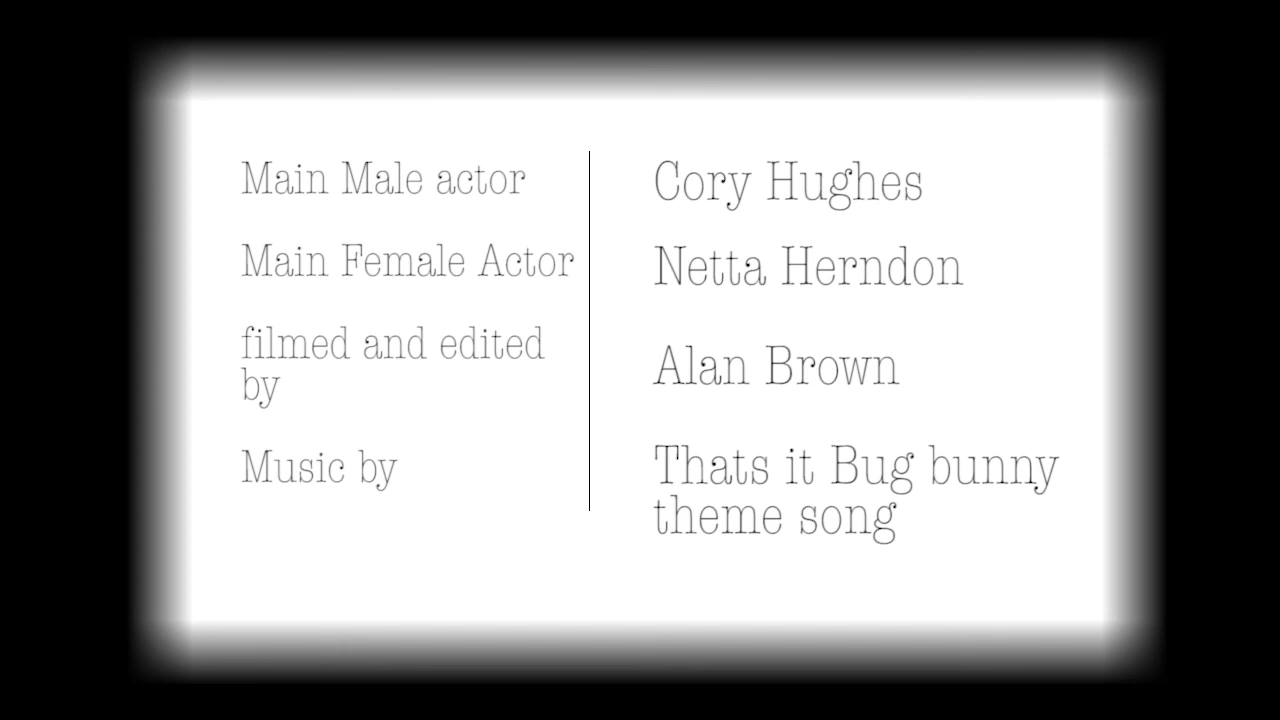 Main Male actor
Cory Hughes
Main Female Actor
Netta Herndon
filmed and edited
by
Alan Brown
Music by
Thats it Bug bunny
theme song